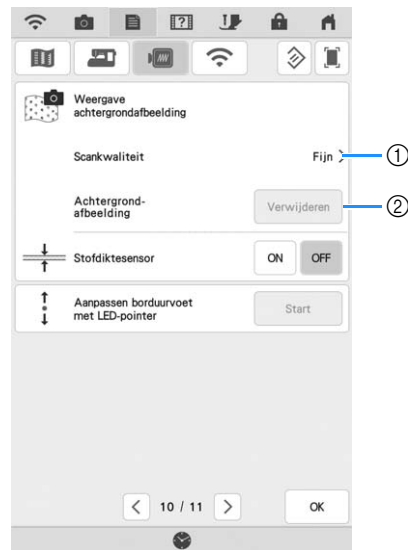 Weergave
achtergrondafbeelding
Scankwaliteit
Fijn
①
Achtergrond-
afbeelding
Verwijderen
②
Stofdiktesensor
ON
OFF
Aanpassen borduurvoet
met LED-pointer
Start
10 / 11
OK